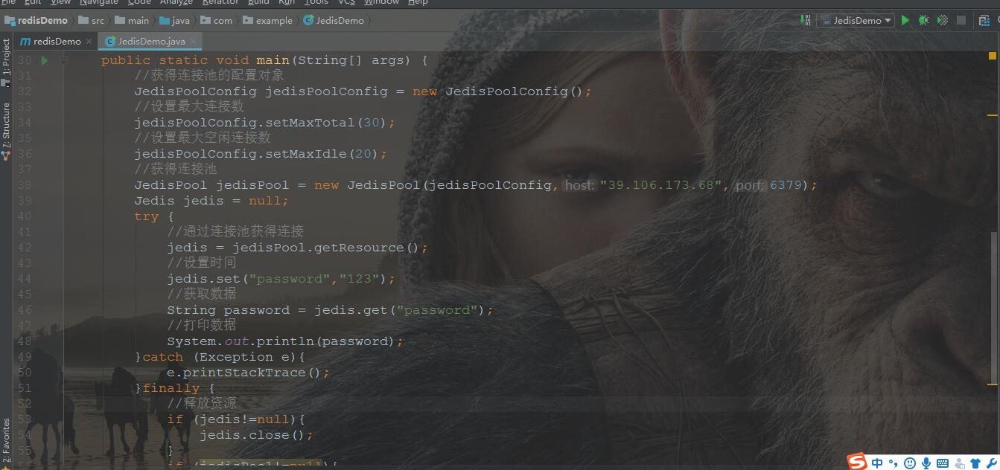 File Edit View Navigate Code Analyze Refactor Build Run Tools VCS Window Help
redisDemo src main java com example JedisDemo JedisDemo
m redisDemo JedisDemo.java
1: Project
7: Structure
2: Favorites
30 public static void main(String[] args) {
31 //获得连接池的配置对象
32 JedisPoolConfig jedisPoolConfig = new JedisPoolConfig();
33 //设置最大连接数
34 jedisPoolConfig.setMaxTotal(30);
35 //设置最大空闲连接数
36 jedisPoolConfig.setMaxIdle(20);
37 //获得连接池
38 JedisPool jedisPool = new JedisPool(jedisPoolConfig, host: "39.106.173.68", port: 6379);
39 Jedis jedis = null;
40 try {
41 //通过连接池获得连接
42 jedis = jedisPool.getResource();
43 //设置时间
44 jedis.set("password","123");
45 //获取数据
46 String password = jedis.get("password");
47 //打印数据
48 System.out.println(password);
49 }catch (Exception e){
50 e.printStackTrace();
51 }finally {
52 //释放资源
53 if (jedis!=null){
54 jedis.close();
55 }
if (jedisPool!=null){
中